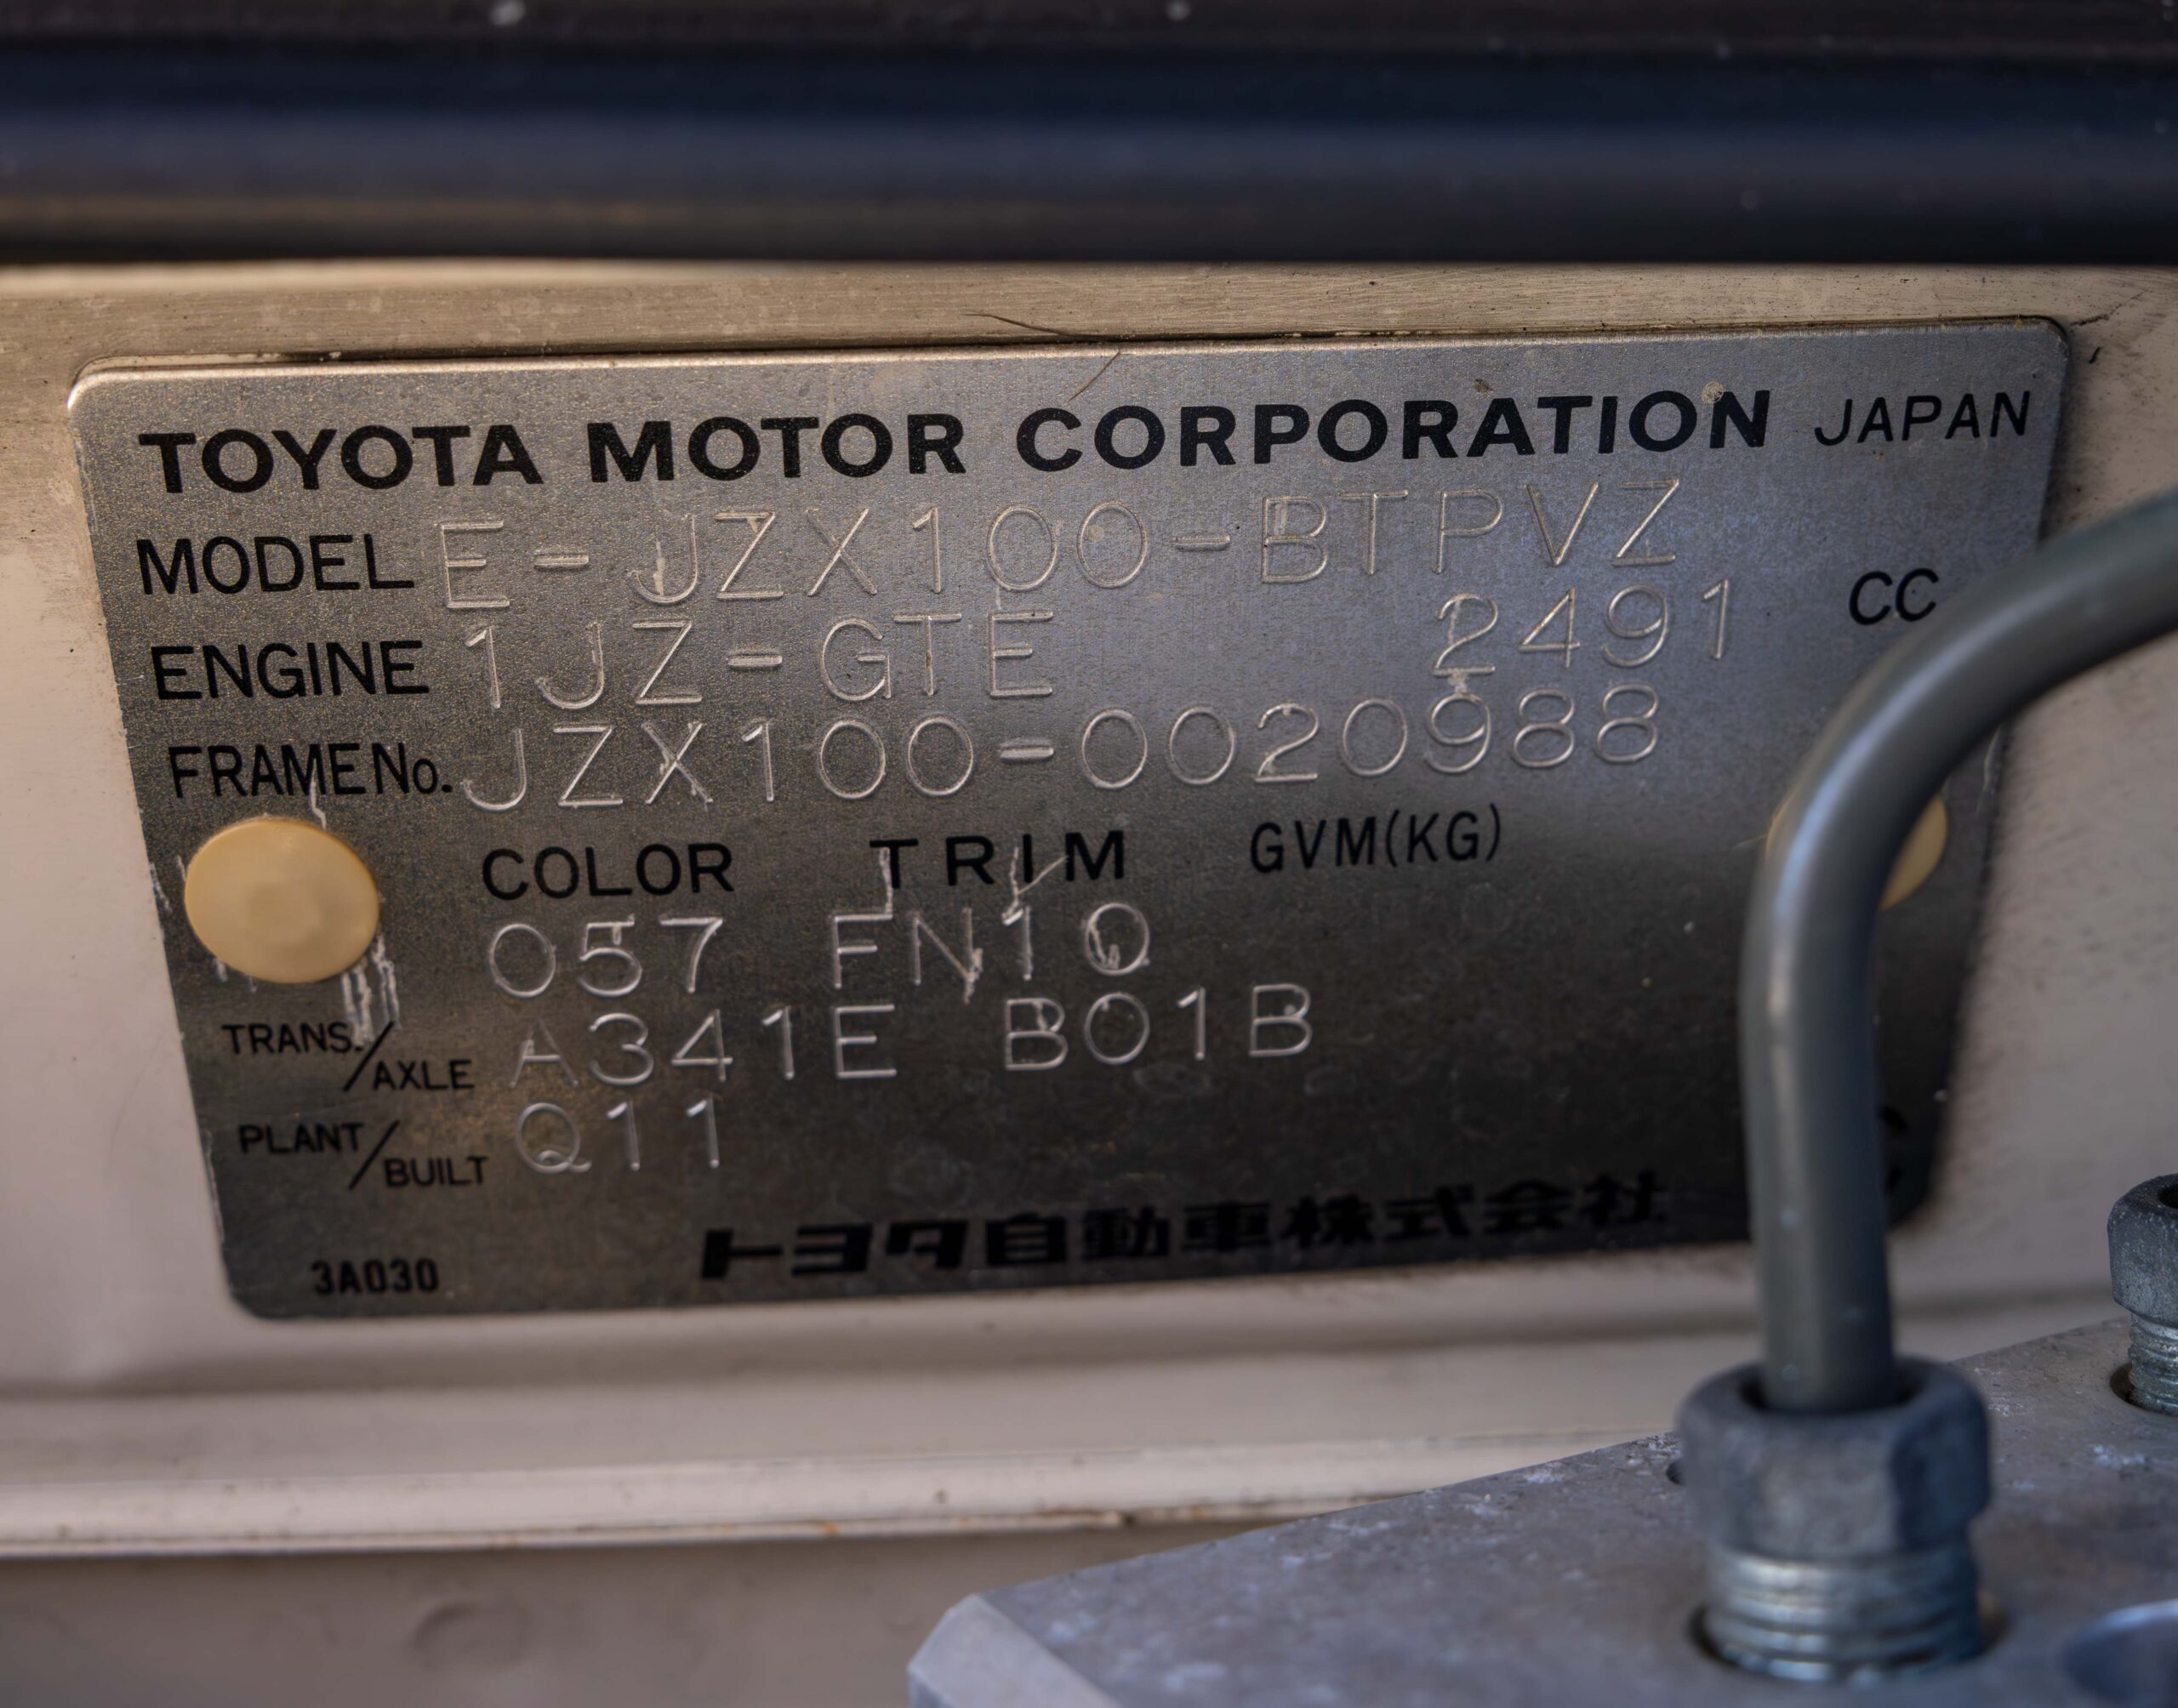 TOYOTA MOTOR CORPORATION JAPAN
MODEL E-JZX100-BTPVZ
ENGINE 1JZ-GTE 2491 CC
FRAME No. JZX100-0020988
COLOR TRIM GVM(KG)
057 FN10
TRANS./AXLE A341E B01B
PLANT/BUILT Q11
トヨタ自動車株式会社
3A030